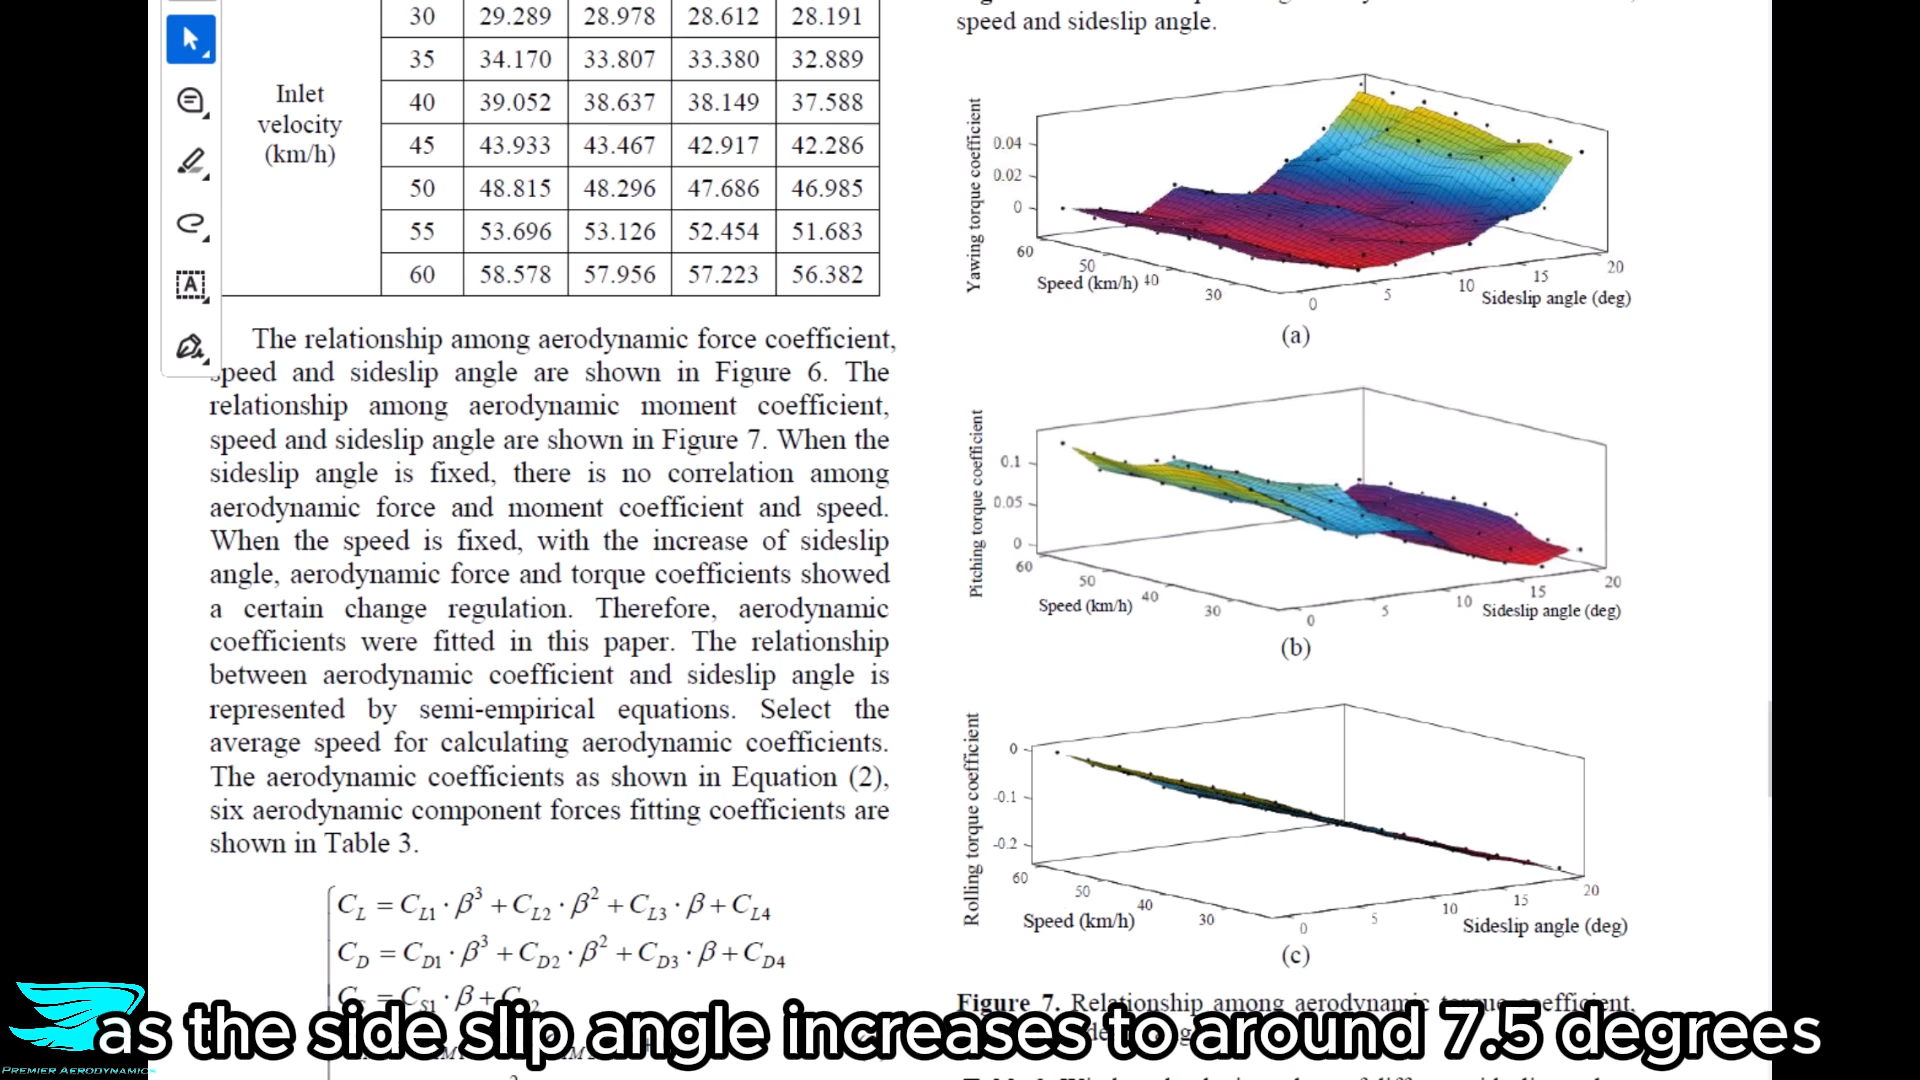 30 29.289 28.978 28.612 28.191
35 34.170 33.807 33.380 32.889
40 39.052 38.637 38.149 37.588
45 43.933 43.467 42.917 42.286
50 48.815 48.296 47.686 46.985
55 53.696 53.126 52.454 51.683
60 58.578 57.956 57.223 56.382
Inlet
velocity
(km/h)
The relationship among aerodynamic force coefficient,
speed and sideslip angle are shown in Figure 6. The
relationship among aerodynamic moment coefficient,
speed and sideslip angle are shown in Figure 7. When the
sideslip angle is fixed, there is no correlation among
aerodynamic force and moment coefficient and speed.
When the speed is fixed, with the increase of sideslip
angle, aerodynamic force and torque coefficients showed
a certain change regulation. Therefore, aerodynamic
coefficients were fitted in this paper. The relationship
between aerodynamic coefficient and sideslip angle is
represented by semi-empirical equations. Select the
average speed for calculating aerodynamic coefficients.
The aerodynamic coefficients as shown in Equation (2),
six aerodynamic component forces fitting coefficients are
shown in Table 3.
C_L = C_L1 · β³ + C_L2 · β² + C_L3 · β + C_L4
C_D = C_D1 · β³ + C_D2 · β² + C_D3 · β + C_D4
= C_S1 · β +
speed and sideslip angle.
Yawing torque coefficient
0.04
0.02
0
60
50
40
30
Speed (km/h)
0
5
10
15
20
Sideslip angle (deg)
(a)
Pitching torque coefficient
0.1
0.05
0
60
50
40
30
Speed (km/h)
0
5
10
15
20
Sideslip angle (deg)
(b)
Rolling torque coefficient
0
-0.1
-0.2
60
50
40
30
Speed (km/h)
0
5
10
15
20
Sideslip angle (deg)
(c)
Figure 7. Relationship among aerodynamic torque coefficient,
as the side slip angle increases to around 7.5 degrees
PREMIER AERODYNAMICS